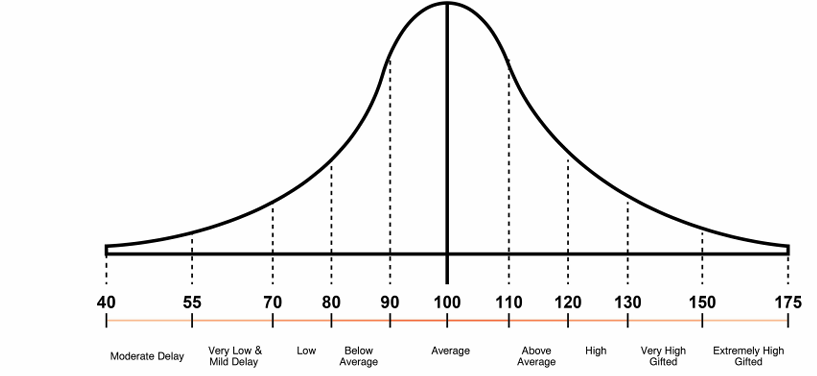 40 55 70 80 90 100 110 120 130 150 175
Moderate Delay
Very Low &
Mild Delay
Low
Below
Average
Average
Above
Average
High
Very High
Gifted
Extremely High
Gifted